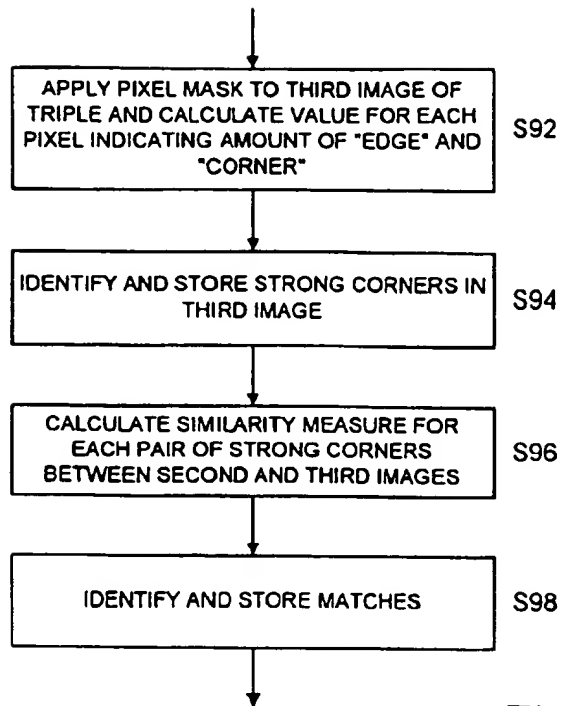 APPLY PIXEL MASK TO THIRD IMAGE OF
TRIPLE AND CALCULATE VALUE FOR EACH
PIXEL INDICATING AMOUNT OF "EDGE" AND
"CORNER"
S92
IDENTIFY AND STORE STRONG CORNERS IN
THIRD IMAGE
S94
CALCULATE SIMILARITY MEASURE FOR
EACH PAIR OF STRONG CORNERS
BETWEEN SECOND AND THIRD IMAGES
S96
IDENTIFY AND STORE MATCHES
S98